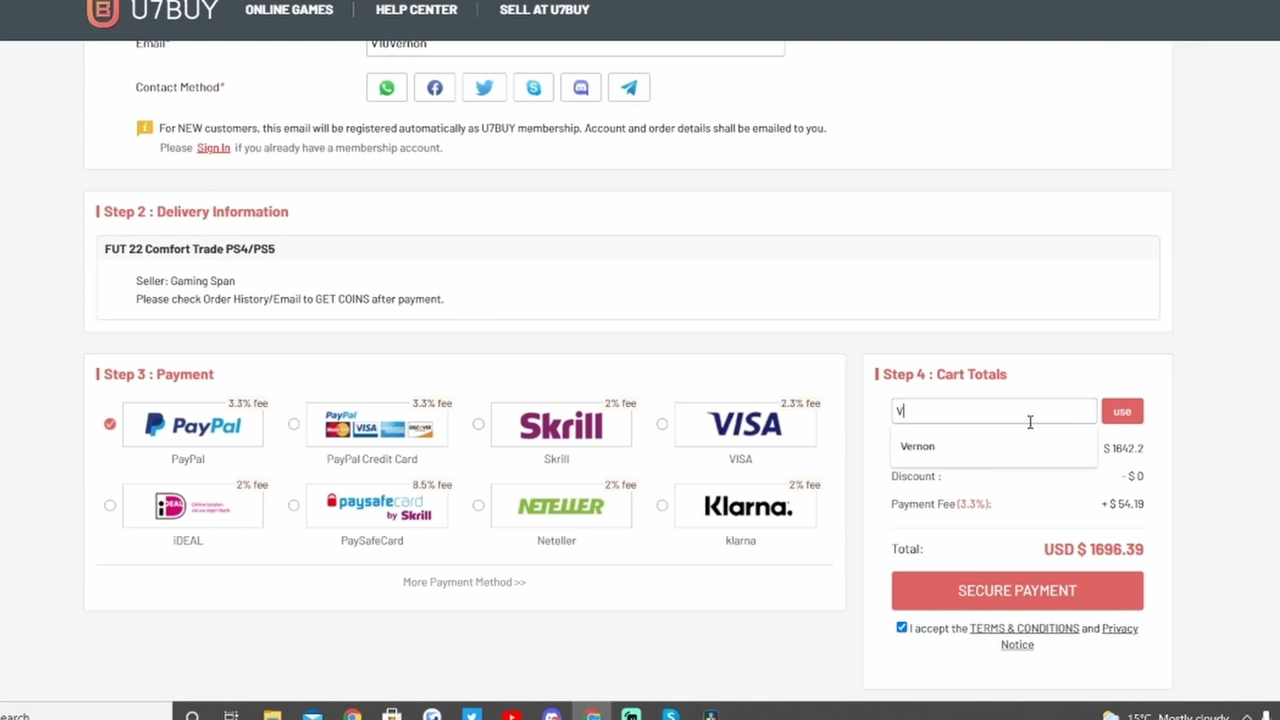 U7BUY ONLINE GAMES HELP CENTER SELL AT U7BUY
Email*
V10Vernon
Contact Method*
For NEW customers, this email will be registered automatically as U7BUY membership. Account and order details shall be emailed to you.
Please Sign In if you already have a membership account.
Step 2 : Delivery Information
FUT 22 Comfort Trade PS4/PS5
Seller: Gaming Span
Please check Order History/Email to GET COINS after payment.
Step 3 : Payment
3.3% fee 3.3% fee 2% fee 2.3% fee
PayPal PayPal VISA DISCOVER Skrill VISA
PayPal PayPal Credit Card Skrill VISA
2% fee 8.5% fee 2% fee 2% fee
iDEAL paysafecard by Skrill NETELLER Klarna.
iDEAL PaySafeCard Neteller klarna
More Payment Method >>
Step 4 : Cart Totals
V use
Vernon
$ 1642.2
Discount : - $ 0
Payment Fee (3.3%): + $ 54.19
Total: USD $ 1696.39
SECURE PAYMENT
I accept the TERMS & CONDITIONS and Privacy
Notice
earch
15°C Mostly cloudy